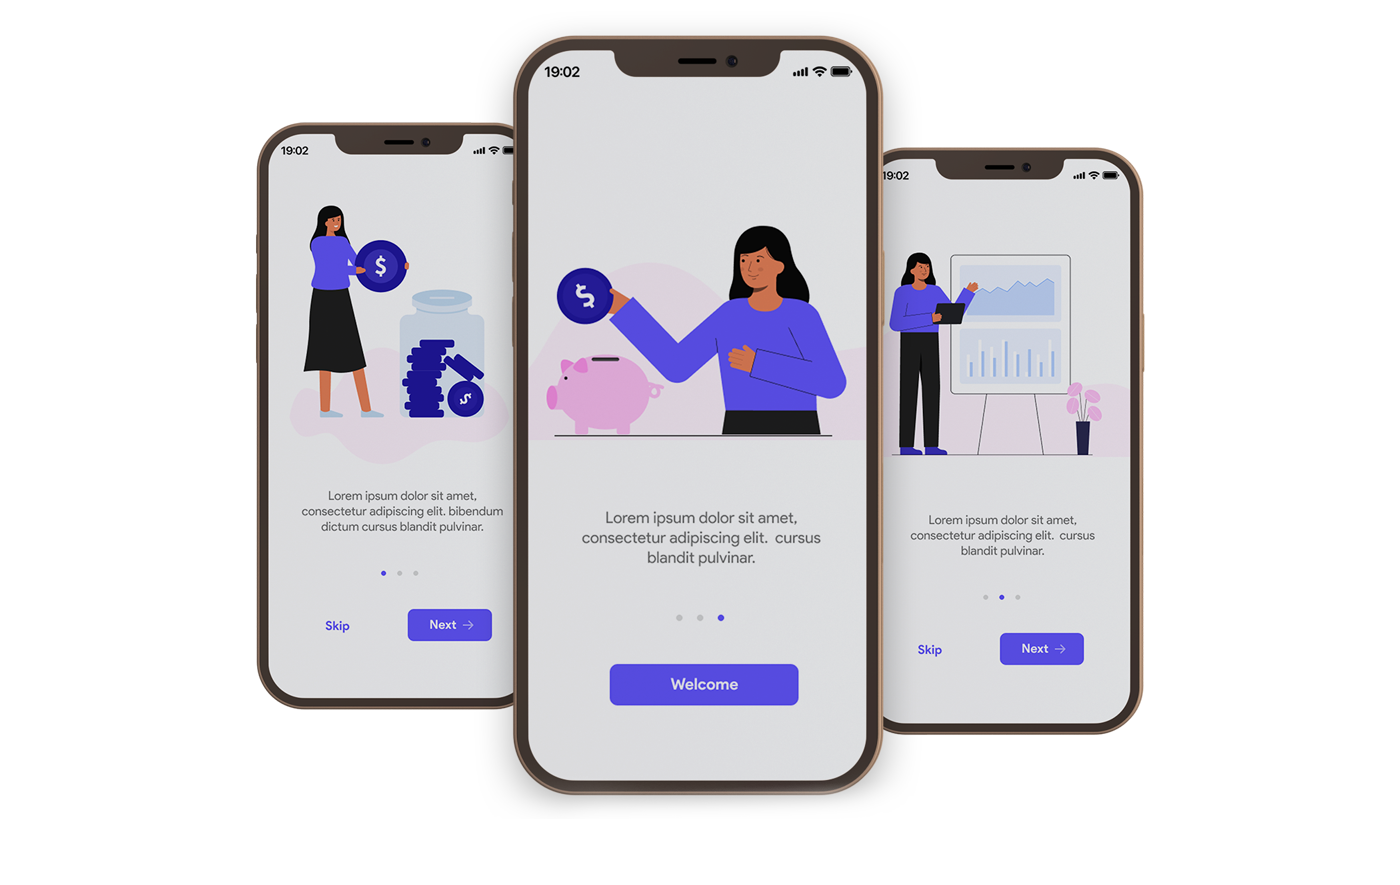 19:02
$
$
Lorem ipsum dolor sit amet,
consectetur adipiscing elit. bibendum
dictum cursus blandit pulvinar.
Skip
Next →
19:02
$
Lorem ipsum dolor sit amet,
consectetur adipiscing elit. cursus
blandit pulvinar.
Welcome
19:02
Lorem ipsum dolor sit amet,
consectetur adipiscing elit. cursus
blandit pulvinar.
Skip
Next →